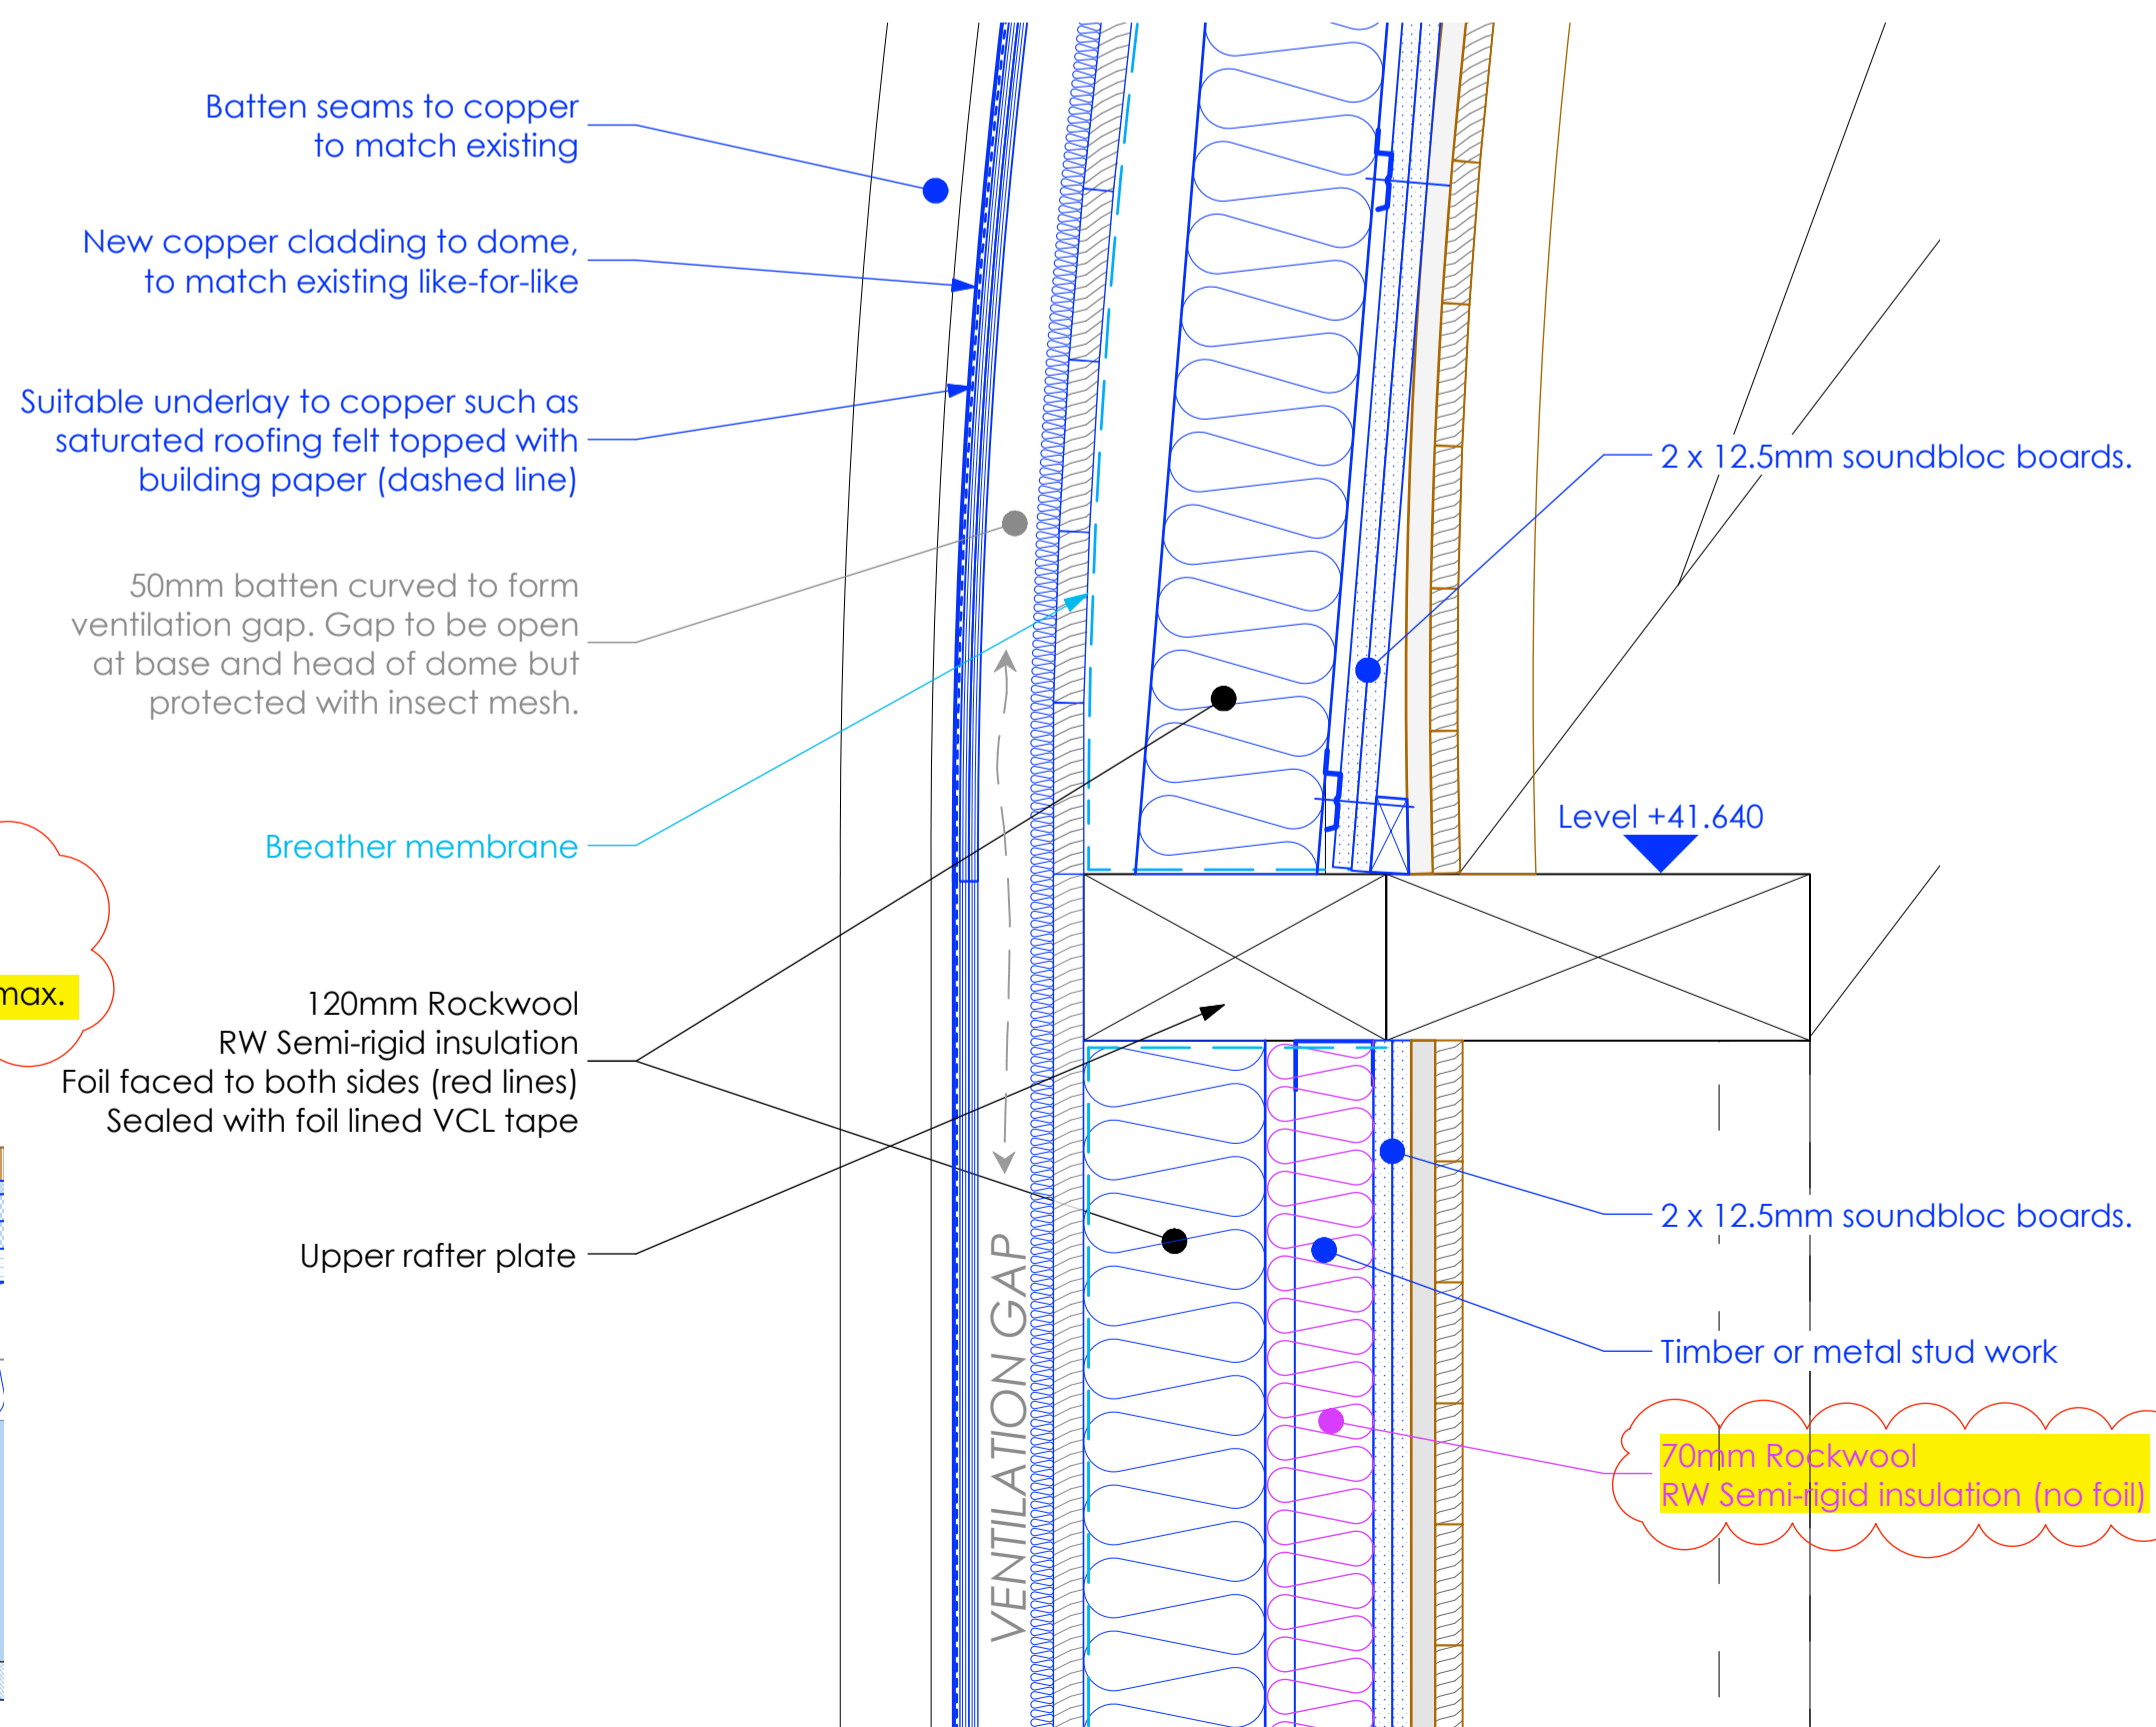 Batten seams to copper
to match existing
New copper cladding to dome,
to match existing like-for-like
Suitable underlay to copper such as
saturated roofing felt topped with
building paper (dashed line)
50mm batten curved to form
ventilation gap. Gap to be open
at base and head of dome but
protected with insect mesh.
Breather membrane
max.
120mm Rockwool
RW Semi-rigid insulation
Foil faced to both sides (red lines)
Sealed with foil lined VCL tape
Upper rafter plate
VENTILATION GAP
2 x 12.5mm soundbloc boards.
Level +41.640
2 x 12.5mm soundbloc boards.
Timber or metal stud work
70mm Rockwool
RW Semi-rigid insulation (no foil)